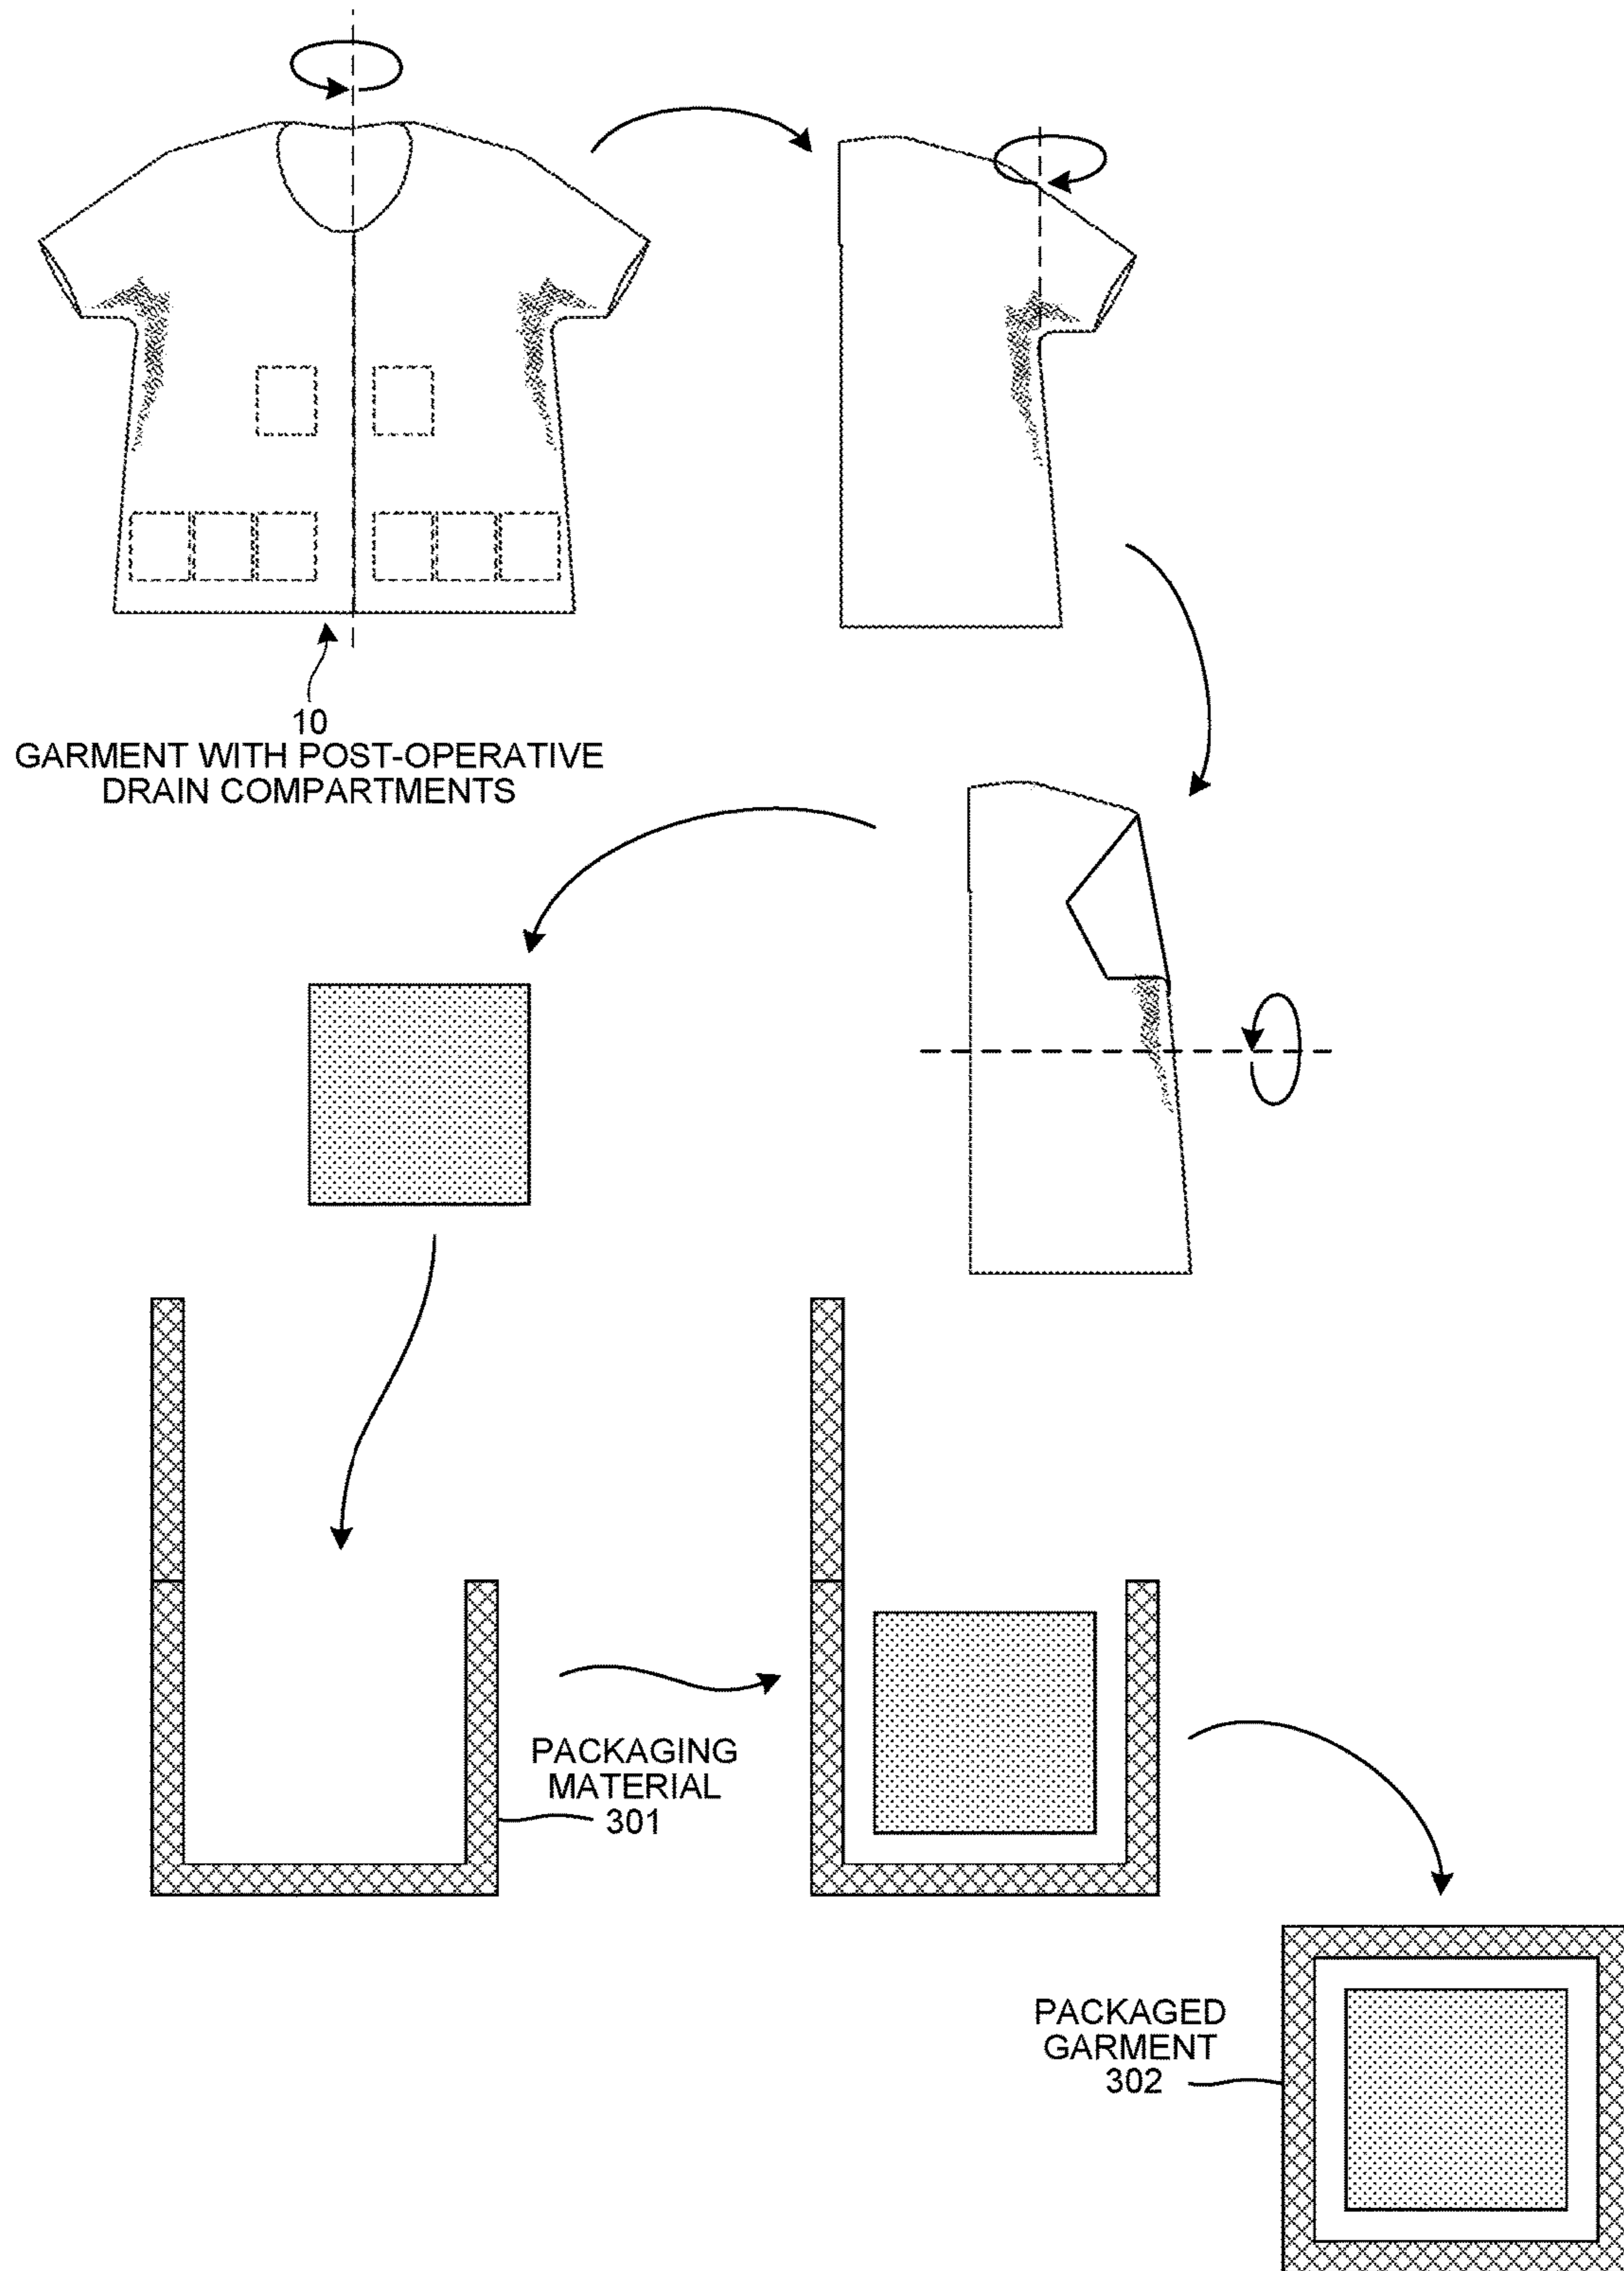 10
GARMENT WITH POST-OPERATIVE
DRAIN COMPARTMENTS
PACKAGING
MATERIAL
301
PACKAGED
GARMENT
302